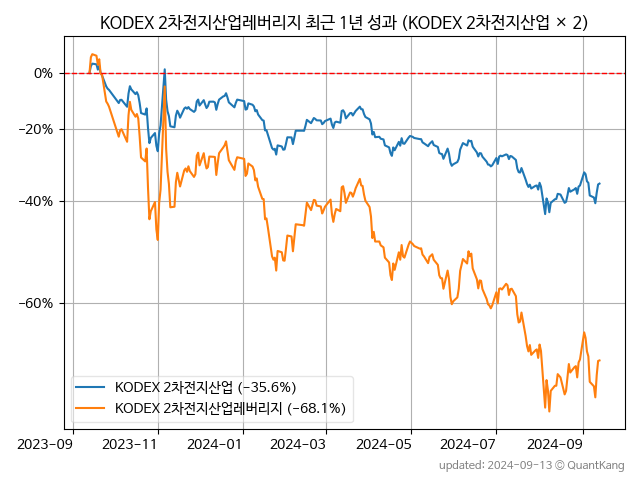 KODEX 2차전지산업레버리지 최근 1년 성과 (KODEX 2차전지산업 × 2)
0%
−20%
−40%
−60%
KODEX 2차전지산업 (−35.6%)
KODEX 2차전지산업레버리지 (−68.1%)
2023-09 2023-11 2024-01 2024-03 2024-05 2024-07 2024-09
updated: 2024-09-13 © QuantKang